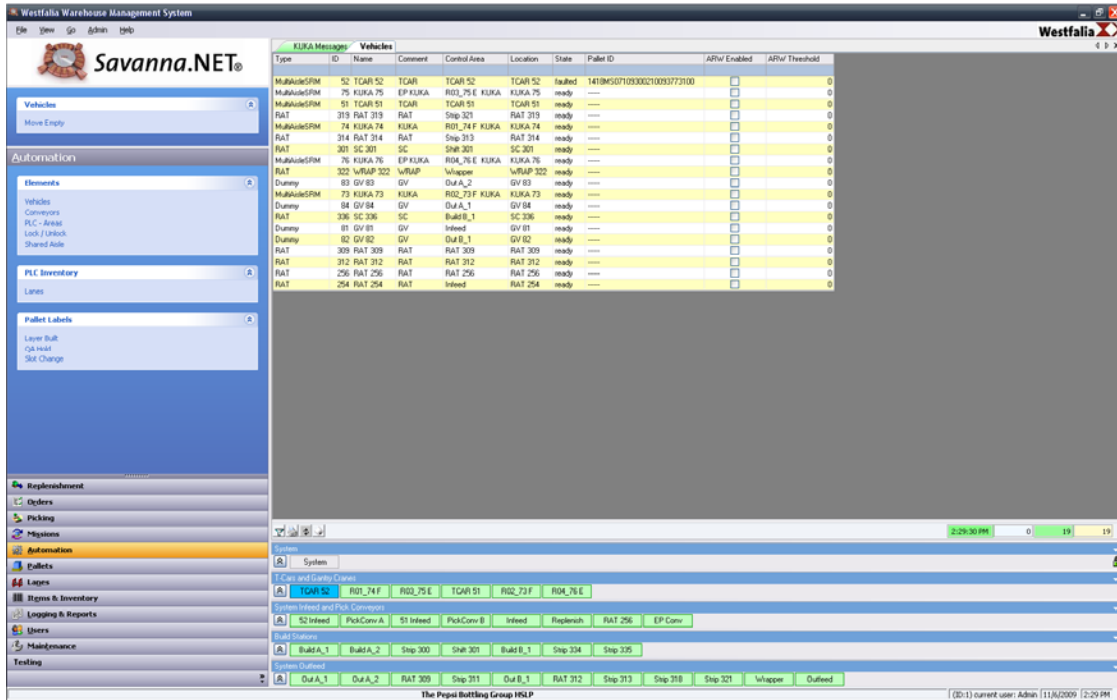 Westfalia Warehouse Management System
File View Go Admin Help
Westfalia
Savanna.NET®
Vehicles
Move Empty
Automation
Elements
Vehicles
Conveyors
PLC - Areas
Lock / Unlock
Shared Aisle
PLC Inventory
Lanes
Pallet Labels
Layer Built
QA Hold
Slot Change
Replenishment
Orders
Picking
Missions
Automation
Pallets
Lanes
Items & Inventory
Logging & Reports
Users
Maintenance
Testing
KUKA Messages Vehicles
Type ID Name Comment Control Area Location State Pallet ID ARW Enabled ARW Threshold
MultiAisleSRM 52 TCAR 52 TCAR TCAR 52 TCAR 52 faulted 1418MS07109300210093773100 0
MultiAisleSRM 75 KUKA 75 EP KUKA R03_75 E KUKA KUKA 75 ready ---- 0
MultiAisleSRM 51 TCAR 51 TCAR TCAR 51 TCAR 51 ready ---- 0
RAT 319 RAT 319 RAT Strip 321 RAT 319 ready ---- 0
MultiAisleSRM 74 KUKA 74 KUKA R01_74 F KUKA KUKA 74 ready ---- 0
RAT 314 RAT 314 RAT Strip 313 RAT 314 ready ---- 0
RAT 301 SC 301 SC Shift 301 SC 301 ready ---- 0
MultiAisleSRM 76 KUKA 76 EP KUKA R04_76 E KUKA KUKA 76 ready ---- 0
RAT 322 WRAP 322 WRAP Wrapper WRAP 322 ready ---- 0
Dummy 83 GV 83 GV Out A_2 GV 83 ready ---- 0
MultiAisleSRM 73 KUKA 73 KUKA R02_73 F KUKA KUKA 73 ready ---- 0
Dummy 84 GV 84 GV Out A_1 GV 84 ready ---- 0
RAT 336 SC 336 SC Build B_1 SC 336 ready ---- 0
Dummy 81 GV 81 GV Infeed GV 81 ready ---- 0
Dummy 82 GV 82 GV Out B_1 GV 82 ready ---- 0
RAT 309 RAT 309 RAT RAT 309 RAT 309 ready ---- 0
RAT 312 RAT 312 RAT RAT 312 RAT 312 ready ---- 0
RAT 256 RAT 256 RAT RAT 256 RAT 256 ready ---- 0
RAT 254 RAT 254 RAT Infeed RAT 254 ready ---- 0
2:29:30 PM 0 19 19
System
System
T-Cars and Gantry Cranes
TCAR 52 R01_74 F R03_75 E TCAR 51 R02_73 F R04_76 E
System Infeed and Pick Conveyors
52 Infeed PickConv A 51 Infeed PickConv B Infeed Replenish RAT 256 EP Conv
Build Stations
Build A_1 Build A_2 Strip 300 Shift 301 Build B_1 Strip 334 Strip 335
System Outfeed
Out A_1 Out A_2 RAT 309 Strip 311 Out B_1 RAT 312 Strip 313 Strip 318 Strip 321 Wrapper Outfeed
The Pepsi Bottling Group HSLP
(ID:1) current user: Admin 11/6/2009 2:29 PM